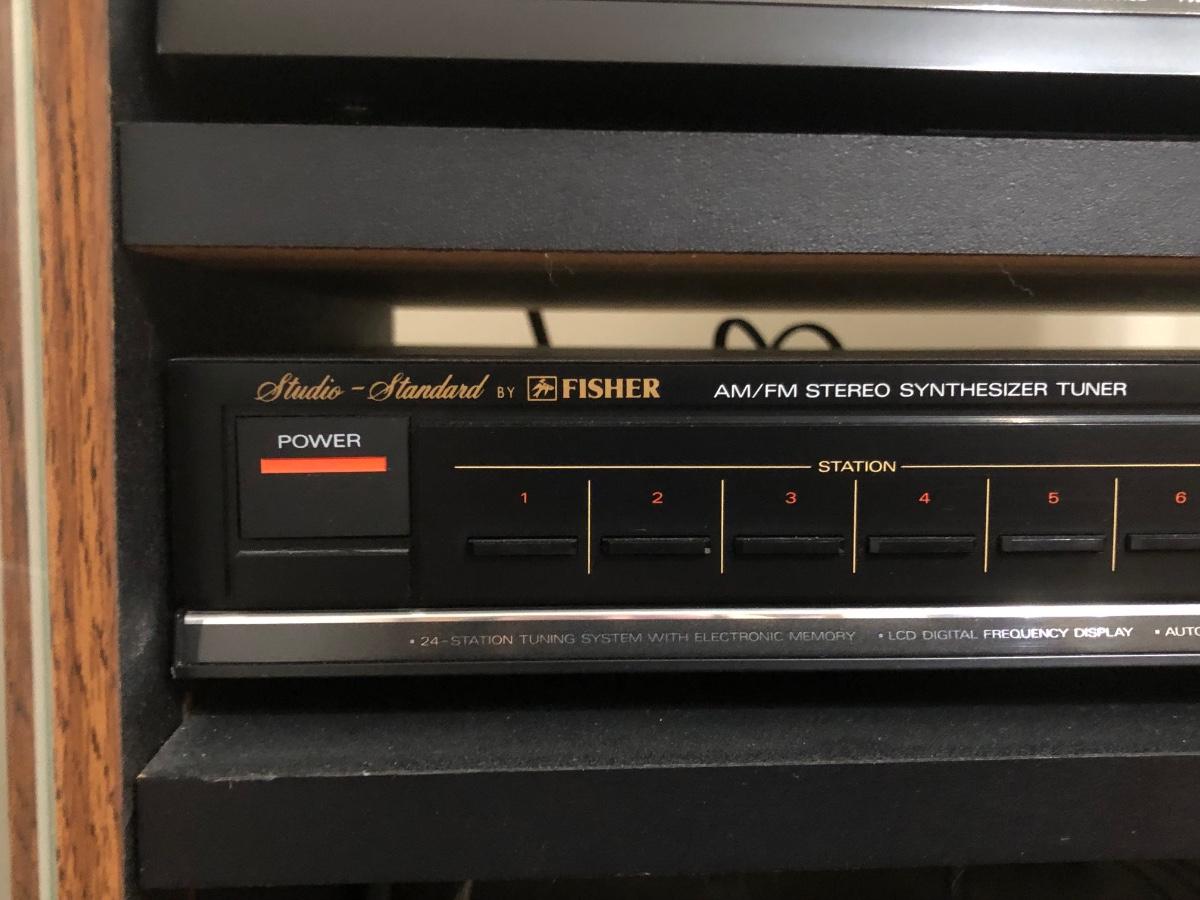 Studio-Standard BY FISHER AM/FM STEREO SYNTHESIZER TUNER
POWER
STATION
1 2 3 4 5 6
• 24-STATION TUNING SYSTEM WITH ELECTRONIC MEMORY • LCD DIGITAL FREQUENCY DISPLAY • AUTO